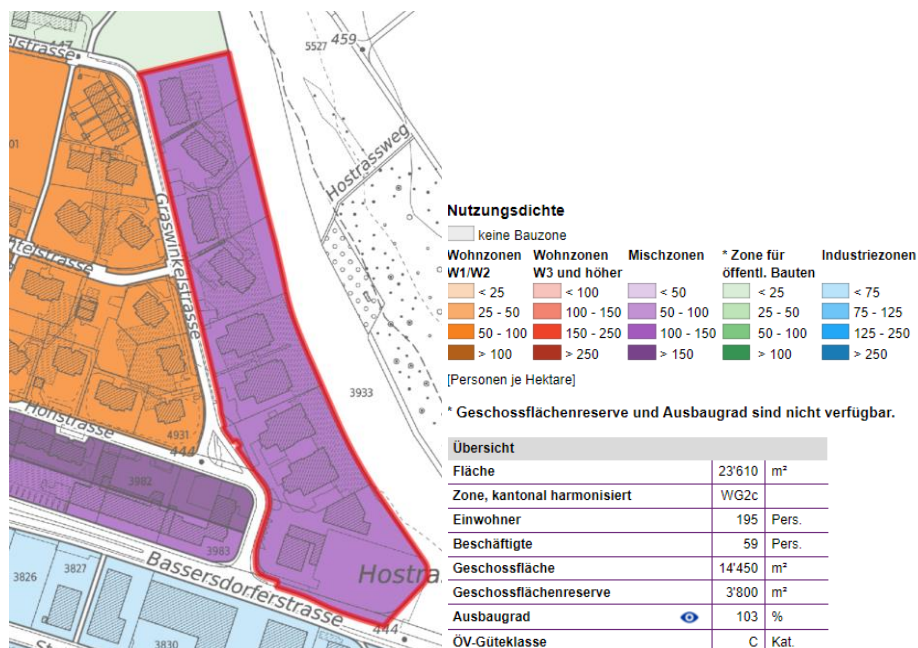 447
5527
459
Hostrassweg
01
Graswinkelstrasse
3933
Hohstrasse
4931
444
3982
3983
Bassersdorferstrasse
3826
3827
3830
444
Nutzungsdichte
keine Bauzone
Wohnzonen Wohnzonen Mischzonen * Zone für Industriezonen
W1/W2 W3 und höher öffentl. Bauten
< 25 < 100 < 50 < 25 < 75
25 - 50 100 - 150 50 - 100 25 - 50 75 - 125
50 - 100 150 - 250 100 - 150 50 - 100 125 - 250
> 100 > 250 > 150 > 100 > 250
[Personen je Hektare]
* Geschossflächenreserve und Ausbaugrad sind nicht verfügbar.
Übersicht
Fläche 23'610 m²
Zone, kantonal harmonisiert WG2c
Einwohner 195 Pers.
Beschäftigte 59 Pers.
Geschossfläche 14'450 m²
Geschossflächenreserve 3'800 m²
Ausbaugrad 103 %
ÖV-Güteklasse C Kat.